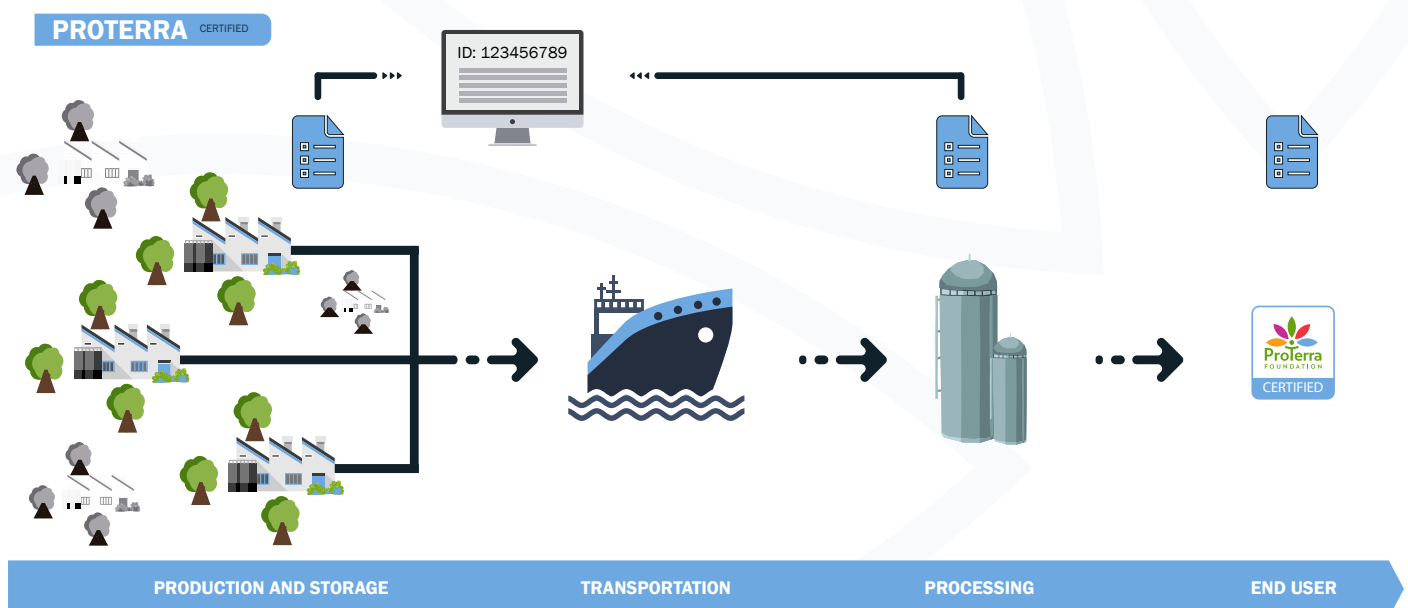 PROTERRA CERTIFIED
ID: 123456789
ProTerra
FOUNDATION
CERTIFIED
PRODUCTION AND STORAGE
TRANSPORTATION
PROCESSING
END USER